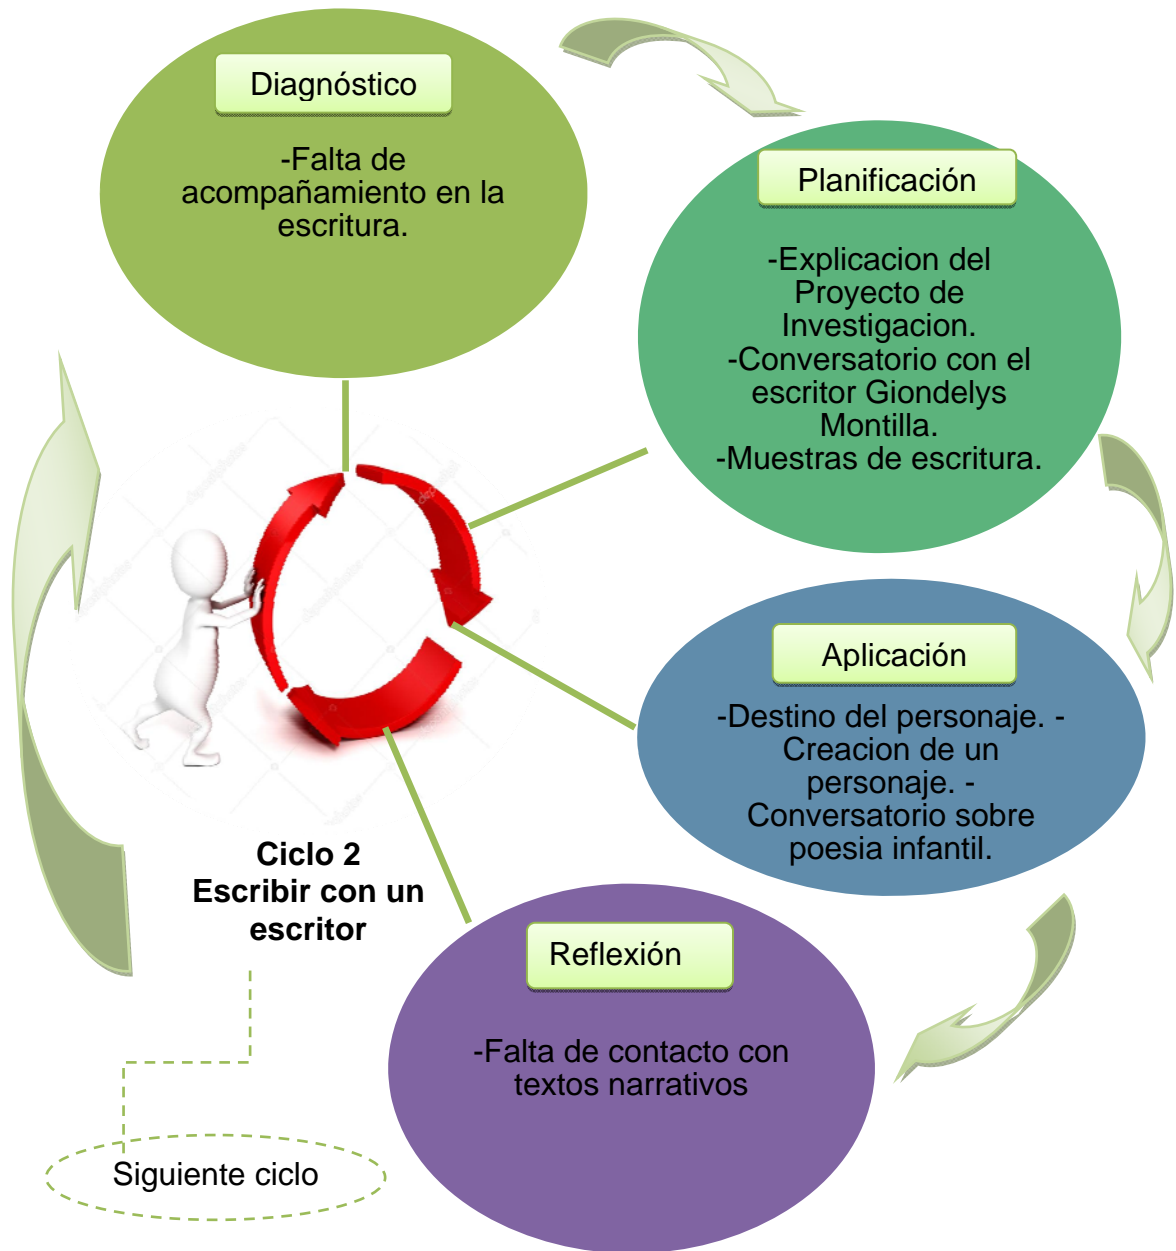 Diagnóstico
-Falta de
acompañamiento en la
escritura.
Planificación
-Explicacion del
Proyecto de
Investigacion.
-Conversatorio con el
escritor Giondelys
Montilla.
-Muestras de escritura.
Aplicación
-Destino del personaje. -
Creacion de un
personaje. -
Conversatorio sobre
poesia infantil.
Reflexión
-Falta de contacto con
textos narrativos
Ciclo 2
Escribir con un
escritor
Siguiente ciclo